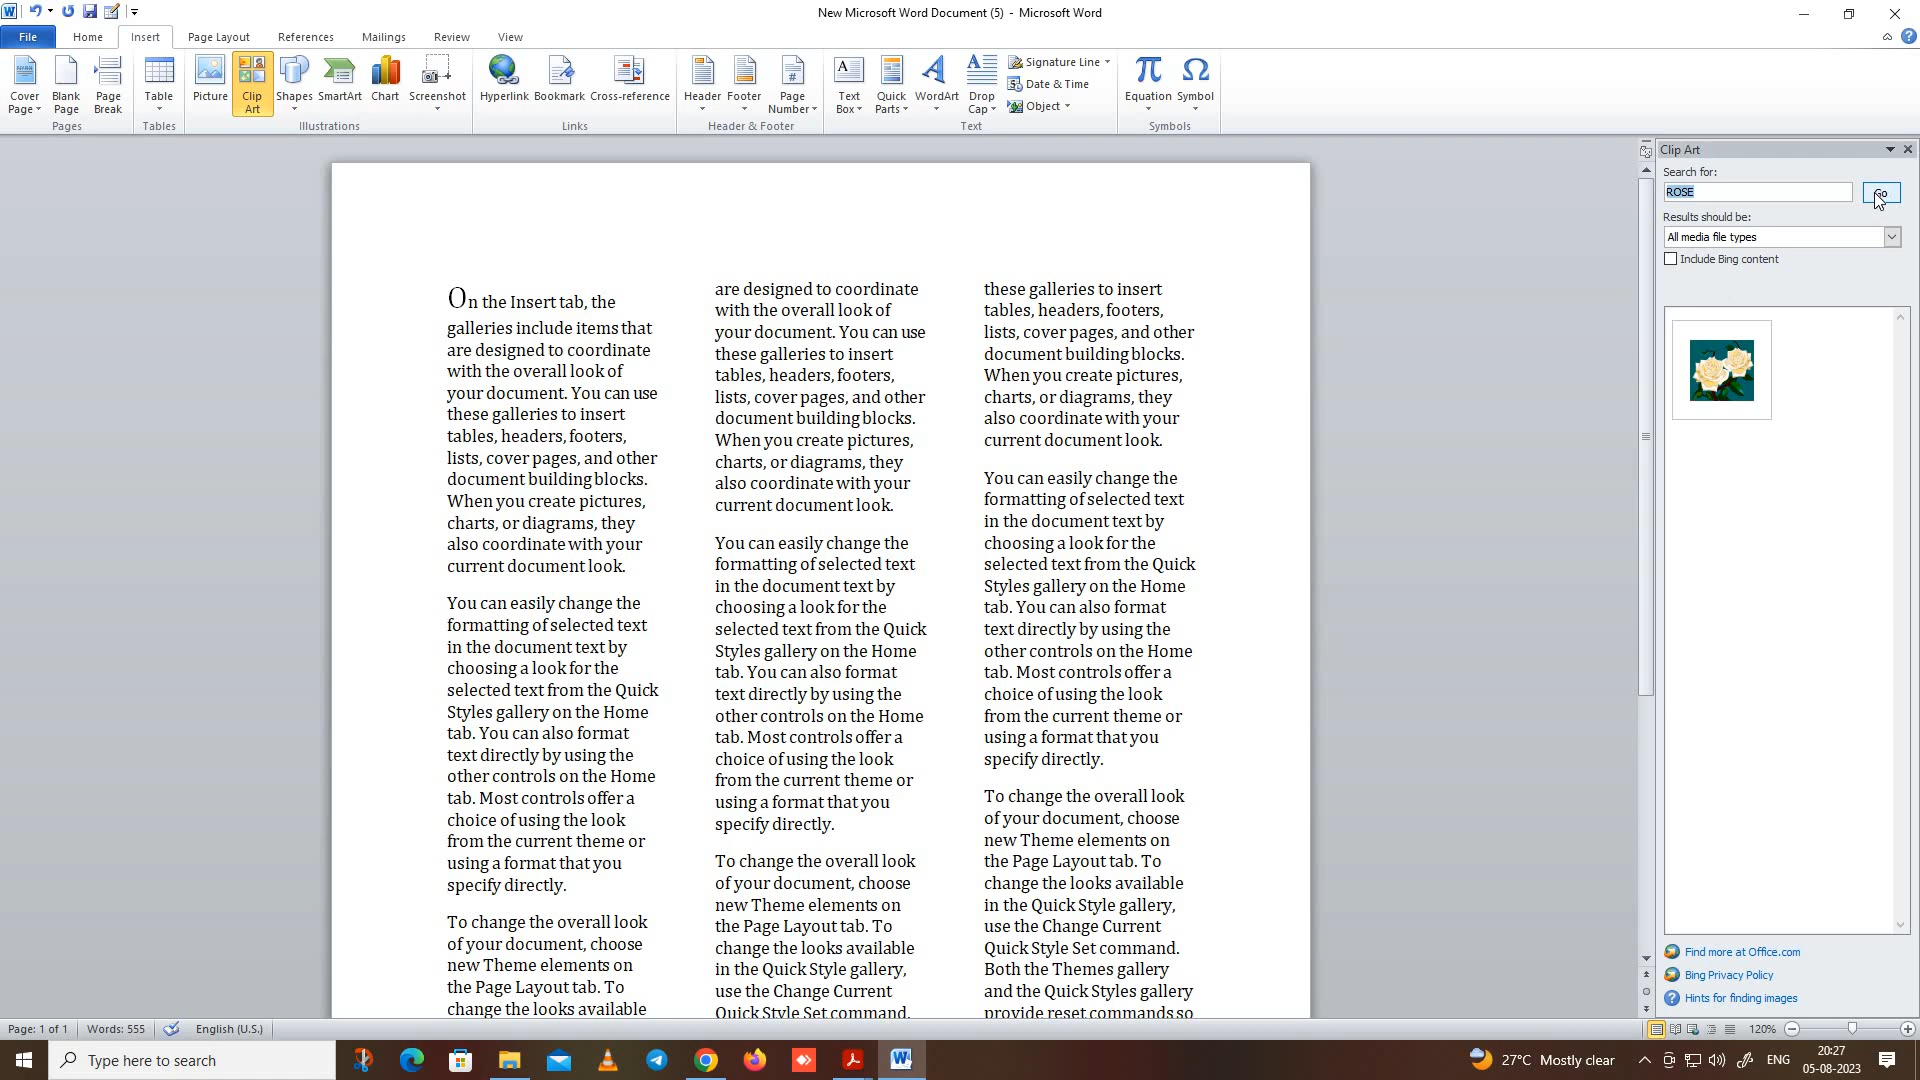 New Microsoft Word Document (5) - Microsoft Word
File Home Insert Page Layout References Mailings Review View
Cover Page
Blank Page
Page Break
Table
Picture
Clip Art
Shapes
SmartArt
Chart
Screenshot
Hyperlink
Bookmark
Cross-reference
Header
Footer
Page Number
Text Box
Quick Parts
WordArt
Drop Cap
Signature Line
Date & Time
Object
Equation
Symbol
Pages
Tables
Illustrations
Links
Header & Footer
Text
Symbols
On the Insert tab, the
galleries include items that
are designed to coordinate
with the overall look of
your document. You can use
these galleries to insert
tables, headers, footers,
lists, cover pages, and other
document building blocks.
When you create pictures,
charts, or diagrams, they
also coordinate with your
current document look.
You can easily change the
formatting of selected text
in the document text by
choosing a look for the
selected text from the Quick
Styles gallery on the Home
tab. You can also format
text directly by using the
other controls on the Home
tab. Most controls offer a
choice of using the look
from the current theme or
using a format that you
specify directly.
To change the overall look
of your document, choose
new Theme elements on
the Page Layout tab. To
change the looks available
are designed to coordinate
with the overall look of
your document. You can use
these galleries to insert
tables, headers, footers,
lists, cover pages, and other
document building blocks.
When you create pictures,
charts, or diagrams, they
also coordinate with your
current document look.
You can easily change the
formatting of selected text
in the document text by
choosing a look for the
selected text from the Quick
Styles gallery on the Home
tab. You can also format
text directly by using the
other controls on the Home
tab. Most controls offer a
choice of using the look
from the current theme or
using a format that you
specify directly.
To change the overall look
of your document, choose
new Theme elements on
the Page Layout tab. To
change the looks available
in the Quick Style gallery,
use the Change Current
Quick Style Set command.
these galleries to insert
tables, headers, footers,
lists, cover pages, and other
document building blocks.
When you create pictures,
charts, or diagrams, they
also coordinate with your
current document look.
You can easily change the
formatting of selected text
in the document text by
choosing a look for the
selected text from the Quick
Styles gallery on the Home
tab. You can also format
text directly by using the
other controls on the Home
tab. Most controls offer a
choice of using the look
from the current theme or
using a format that you
specify directly.
To change the overall look
of your document, choose
new Theme elements on
the Page Layout tab. To
change the looks available
in the Quick Style gallery,
use the Change Current
Quick Style Set command.
Both the Themes gallery
and the Quick Styles gallery
provide reset commands so
Clip Art
Search for:
ROSE
Go
Results should be:
All media file types
Include Bing content
Find more at Office.com
Bing Privacy Policy
Hints for finding images
Page: 1 of 1 Words: 555 English (U.S.) 120%
Type here to search
27°C Mostly clear
ENG
20:27
05-08-2023